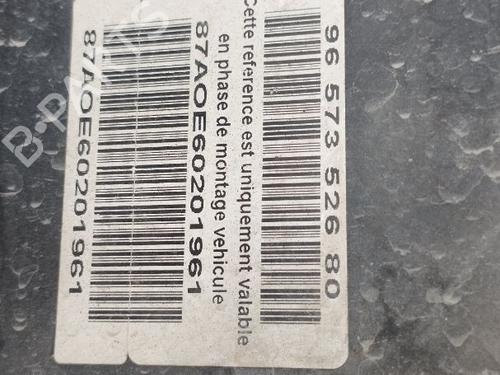 96 573 526 80
Cette reference est uniquement valable
en phase de montage vehicule
87AOE60201961
87AOE60201961
B-PARTS